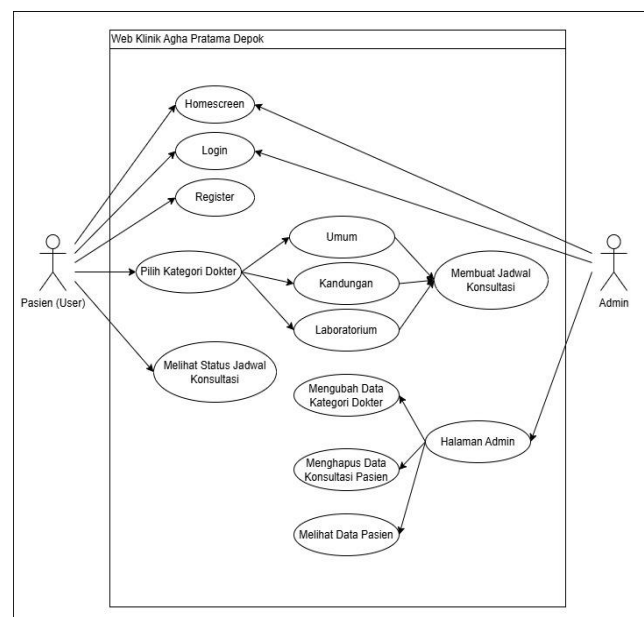 Web Klinik Agha Pratama Depok
Homescreen
Login
Register
Pilih Kategori Dokter
Umum
Kandungan
Laboratorium
Membuat Jadwal
Konsultasi
Pasien (User)
Admin
Melihat Status Jadwal
Konsultasi
Mengubah Data
Kategori Dokter
Halaman Admin
Menghapus Data
Konsultasi Pasien
Melihat Data Pasien